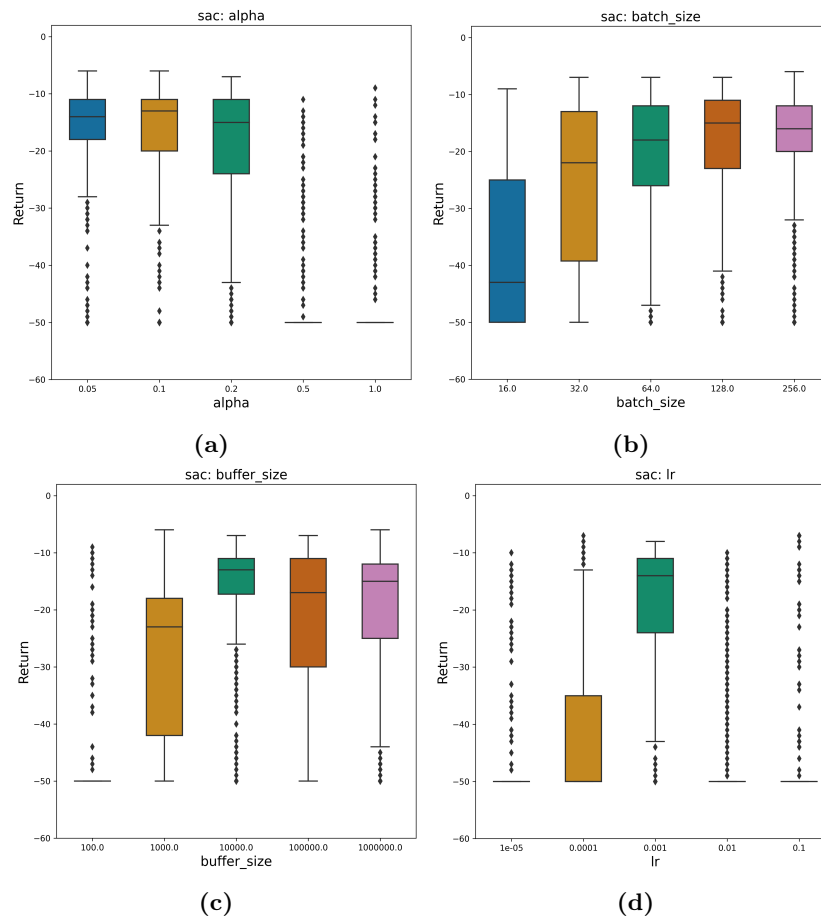 sac: alpha
0
−10
−20
−30
−40
−50
−60
Return
0.05 0.1 0.2 0.5 1.0
alpha
(a)
sac: batch_size
0
−10
−20
−30
−40
−50
−60
Return
16.0 32.0 64.0 128.0 256.0
batch_size
(b)
sac: buffer_size
0
−10
−20
−30
−40
−50
−60
Return
100.0 1000.0 10000.0 100000.0 1000000.0
buffer_size
(c)
sac: lr
0
−10
−20
−30
−40
−50
−60
Return
1e-05 0.0001 0.001 0.01 0.1
lr
(d)